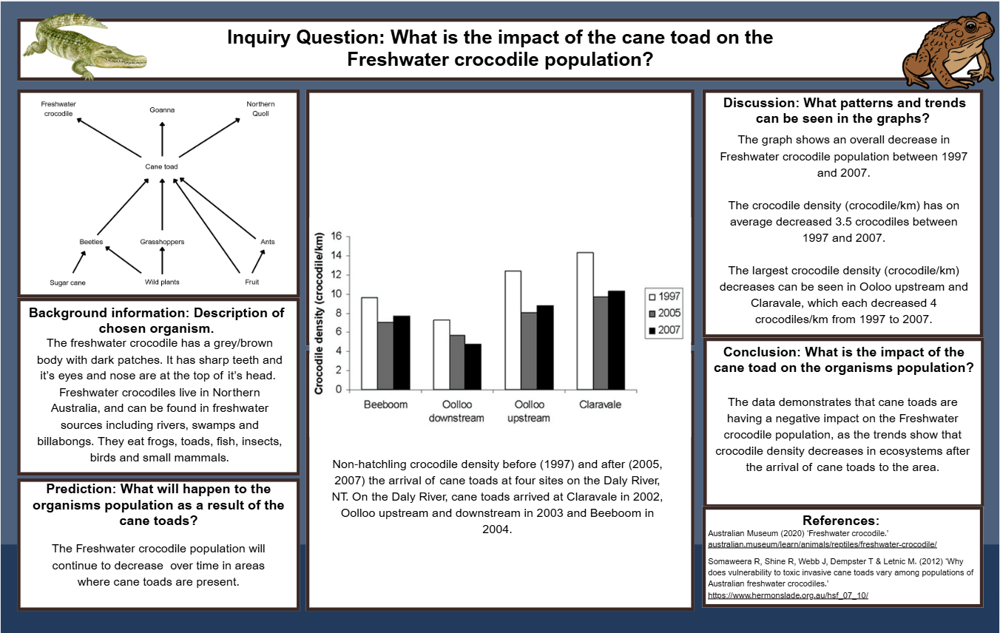 Inquiry Question: What is the impact of the cane toad on the
Freshwater crocodile population?
Freshwater
crocodile
Goanna
Northern
Quoll
Cane toad
Beetles
Grasshoppers
Ants
Sugar cane
Wild plants
Fruit
Background information: Description of
chosen organism.
The freshwater crocodile has a grey/brown
body with dark patches. It has sharp teeth and
it's eyes and nose are at the top of it's head.
Freshwater crocodiles live in Northern
Australia, and can be found in freshwater
sources including rivers, swamps and
billabongs. They eat frogs, toads, fish, insects,
birds and small mammals.
Prediction: What will happen to the
organisms population as a result of the
cane toads?
The Freshwater crocodile population will
continue to decrease  over time in areas
where cane toads are present.
Crocodile density (crocodile/km)
16
14
12
10
8
6
4
2
0
Beeboom
Oolloo
downstream
Oolloo
upstream
Claravale
1997
2005
2007
Non-hatchling crocodile density before (1997) and after (2005,
2007) the arrival of cane toads at four sites on the Daly River,
NT. On the Daly River, cane toads arrived at Claravale in 2002,
Oolloo upstream and downstream in 2003 and Beeboom in
2004.
Discussion: What patterns and trends
can be seen in the graphs?
The graph shows an overall decrease in
Freshwater crocodile population between 1997
and 2007.
The crocodile density (crocodile/km) has on
average decreased 3.5 crocodiles between
1997 and 2007.
The largest crocodile density (crocodile/km)
decreases can be seen in Ooloo upstream and
Claravale, which each decreased 4
crocodiles/km from 1997 to 2007.
Conclusion: What is the impact of the
cane toad on the organisms population?
The data demonstrates that cane toads are
having a negative impact on the Freshwater
crocodile population, as the trends show that
crocodile density decreases in ecosystems after
the arrival of cane toads to the area.
References:
Australian Museum (2020) 'Freshwater crocodile.'
australian.museum/learn/animals/reptiles/freshwater-crocodile/
Somaweera R, Shine R, Webb J, Dempster T & Letnic M. (2012) 'Why
does vulnerability to toxic invasive cane toads vary among populations of
Australian freshwater crocodiles.'
https://www.hermonslade.org.au/hsf_07_10/